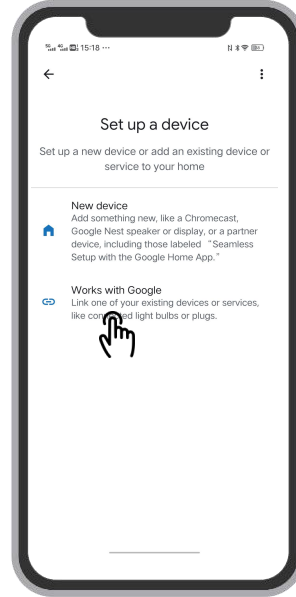 15:18
Set up a device
Set up a new device or add an existing device or
service to your home
New device
Add something new, like a Chromecast,
Google Nest speaker or display, or a partner
device, including those labeled “Seamless
Setup with the Google Home App.”
Works with Google
Link one of your existing devices or services,
like connected light bulbs or plugs.